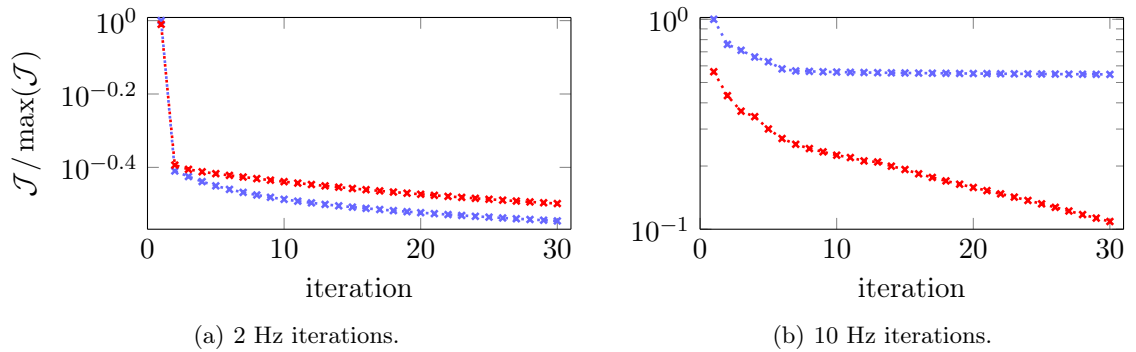 10^0
10^{-0.2}
10^{-0.4}
𝒥 / max(𝒥)
0 10 20 30
iteration
(a) 2 Hz iterations.
10^0
10^{-1}
0 10 20 30
iteration
(b) 10 Hz iterations.